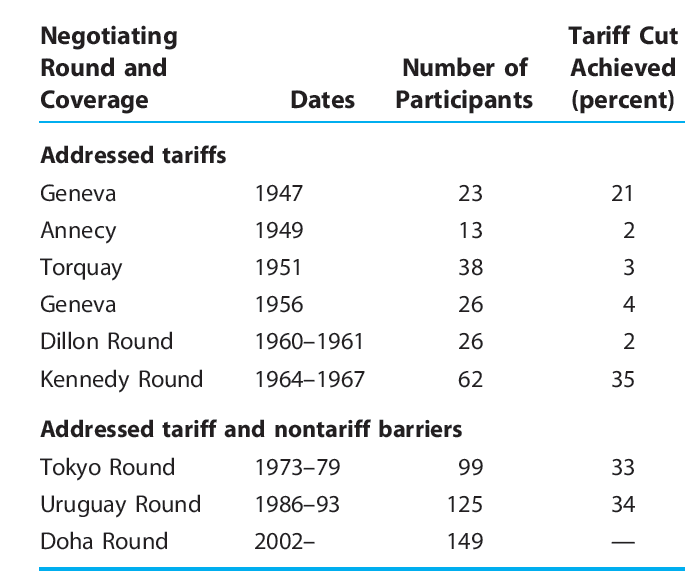 Negotiating Tariff Cut
Round and Number of Achieved
Coverage Dates Participants (percent)
Addressed tariffs
Geneva 1947 23 21
Annecy 1949 13 2
Torquay 1951 38 3
Geneva 1956 26 4
Dillon Round 1960–1961 26 2
Kennedy Round 1964–1967 62 35
Addressed tariff and nontariff barriers
Tokyo Round 1973–79 99 33
Uruguay Round 1986–93 125 34
Doha Round 2002– 149 —